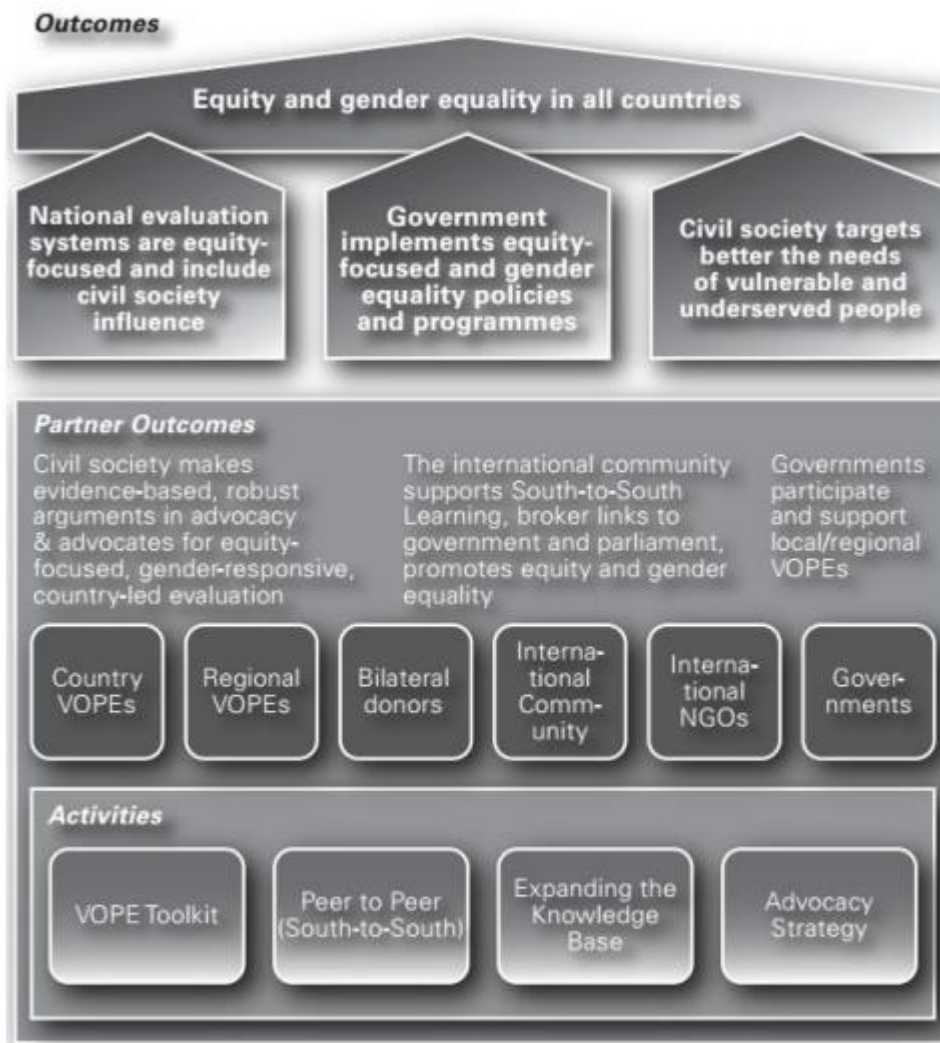 Outcomes
Equity and gender equality in all countries
National evaluation
systems are equity-
focused and include
civil society
influence
Government
implements equity-
focused and gender
equality policies
and programmes
Civil society targets
better the needs
of vulnerable and
underserved people
Partner Outcomes
Civil society makes
evidence-based, robust
arguments in advocacy
& advocates for equity-
focused, gender-responsive,
country-led evaluation
The international community
supports South-to-South
Learning, broker links to
government and parliament,
promotes equity and gender
equality
Governments
participate
and support
local/regional
VOPEs
Country
VOPEs
Regional
VOPEs
Bilateral
donors
Interna-
tional
Comm-
unity
Interna-
tional
NGOs
Gover-
nments
Activities
VOPE Toolkit
Peer to Peer
(South-to-South)
Expanding the
Knowledge
Base
Advocacy
Strategy